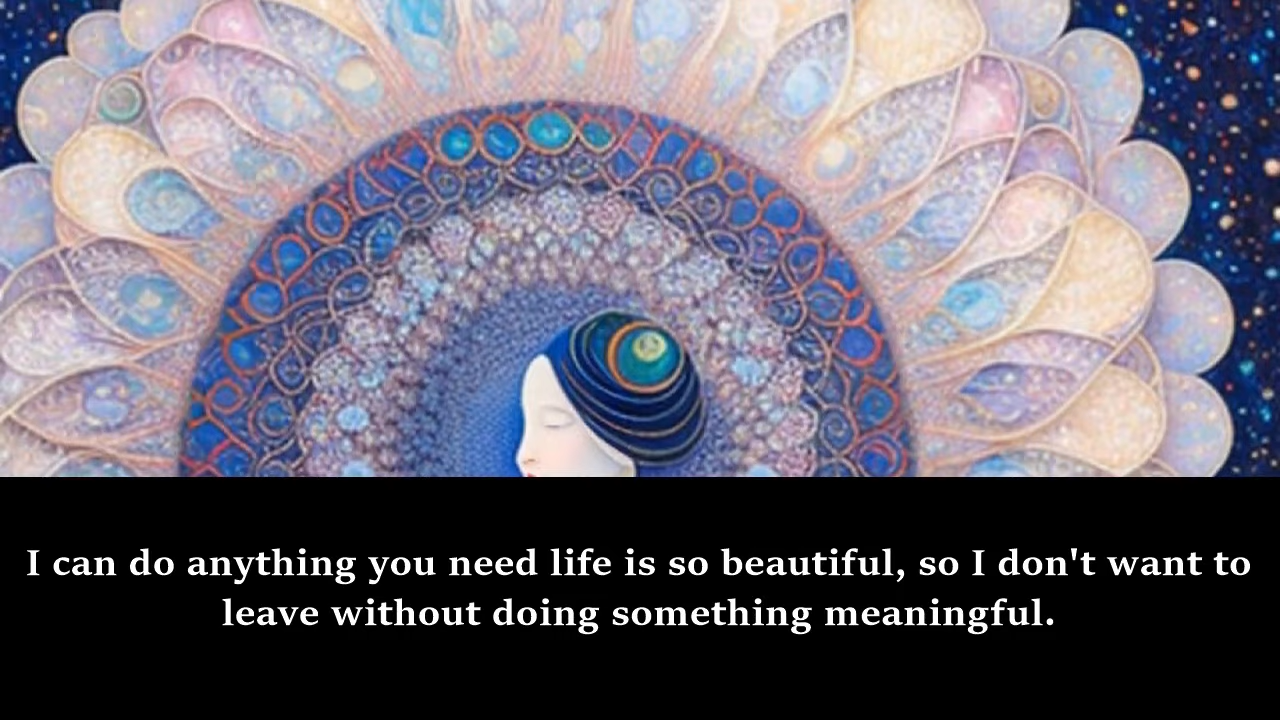 I can do anything you need life is so beautiful, so I don't want to
leave without doing something meaningful.